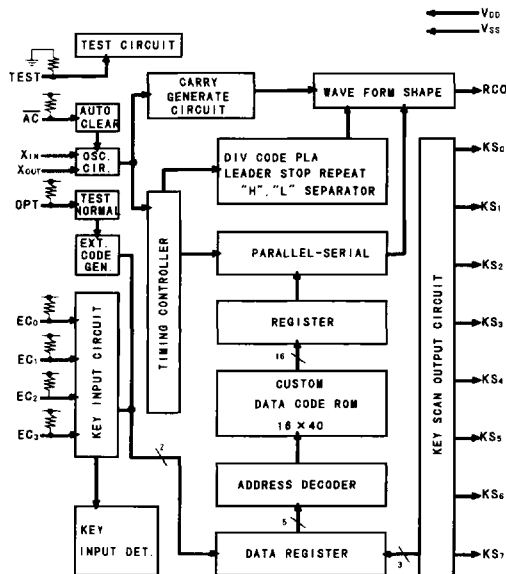 VDD
VSS
TEST CIRCUIT
TEST
CARRY
GENERATE
CIRCUIT
WAVE FORM SHAPE
RCO
AC
AUTO
CLEAR
XIN
XOUT
OSC.
CIR.
OPT
TEST
NORMAL
EXT.
CODE
GEN.
DIV CODE PLA
LEADER STOP REPEAT
"H". "L" SEPARATOR
TIMING CONTROLLER
PARALLEL-SERIAL
REGISTER
16
CUSTOM
DATA CODE ROM
16 × 40
ADDRESS DECODER
5
DATA REGISTER
2
3
EC0
EC1
EC2
EC3
KEY INPUT CIRCUIT
KEY
INPUT DET.
KEY SCAN OUTPUT CIRCUIT
KS0
KS1
KS2
KS3
KS4
KS5
KS6
KS7